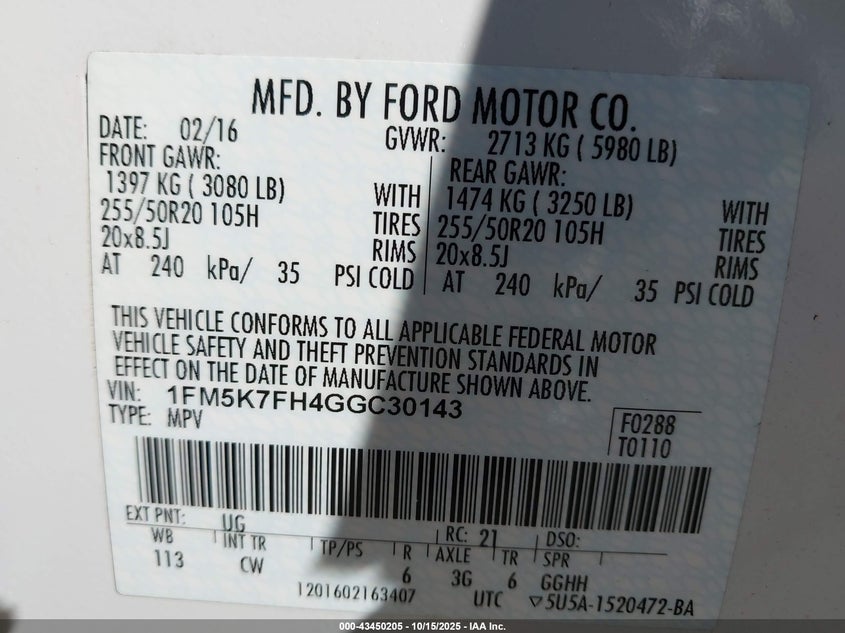 MFD. BY FORD MOTOR CO.
DATE: 02/16 GVWR: 2713 KG ( 5980 LB)
FRONT GAWR: REAR GAWR:
1397 KG ( 3080 LB) WITH 1474 KG ( 3250 LB) WITH
255/50R20 105H TIRES 255/50R20 105H TIRES
20x8.5J RIMS 20x8.5J RIMS
AT 240 kPa/ 35 PSI COLD AT 240 kPa/ 35 PSI COLD
THIS VEHICLE CONFORMS TO ALL APPLICABLE FEDERAL MOTOR
VEHICLE SAFETY AND THEFT PREVENTION STANDARDS IN
EFFECT ON THE DATE OF MANUFACTURE SHOWN ABOVE.
VIN: 1FM5K7FH4GGC30143
TYPE: MPV
F0288
T0110
EXT PNT: UG RC: 21 DSO:
WB INT TR TP/PS R AXLE TR SPR
113 CW 6 3G 6 GGHH
1201602163407 UTC ▽5U5A-1520472-BA
000-43450205 - 10/15/2025 - IAA Inc.